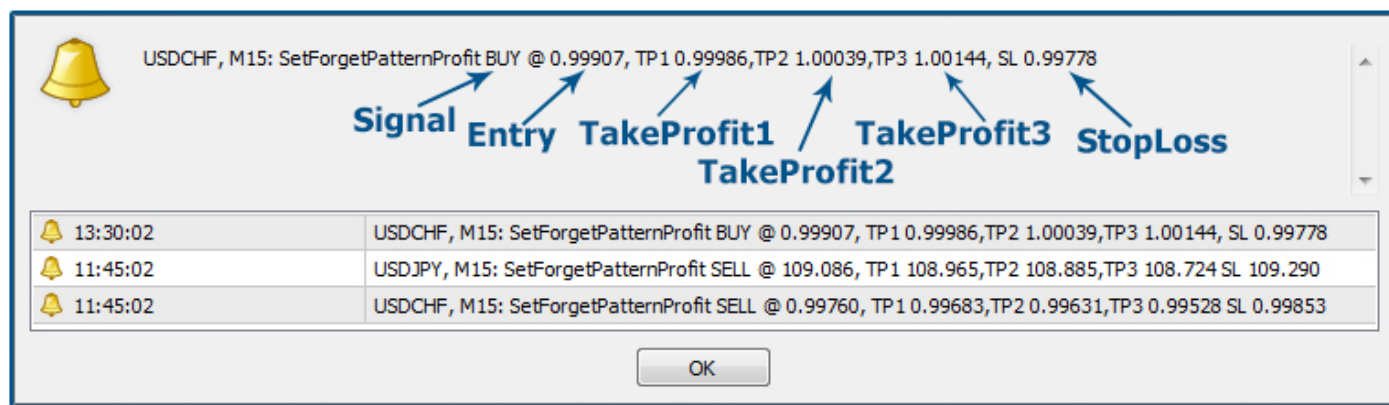 USDCHF, M15: SetForgetPatternProfit BUY @ 0.99907, TP1 0.99986,TP2 1.00039,TP3 1.00144, SL 0.99778
Signal Entry TakeProfit1 TakeProfit2 TakeProfit3 StopLoss
13:30:02 USDCHF, M15: SetForgetPatternProfit BUY @ 0.99907, TP1 0.99986,TP2 1.00039,TP3 1.00144, SL 0.99778
11:45:02 USDJPY, M15: SetForgetPatternProfit SELL @ 109.086, TP1 108.965,TP2 108.885,TP3 108.724 SL 109.290
11:45:02 USDCHF, M15: SetForgetPatternProfit SELL @ 0.99760, TP1 0.99683,TP2 0.99631,TP3 0.99528 SL 0.99853
OK